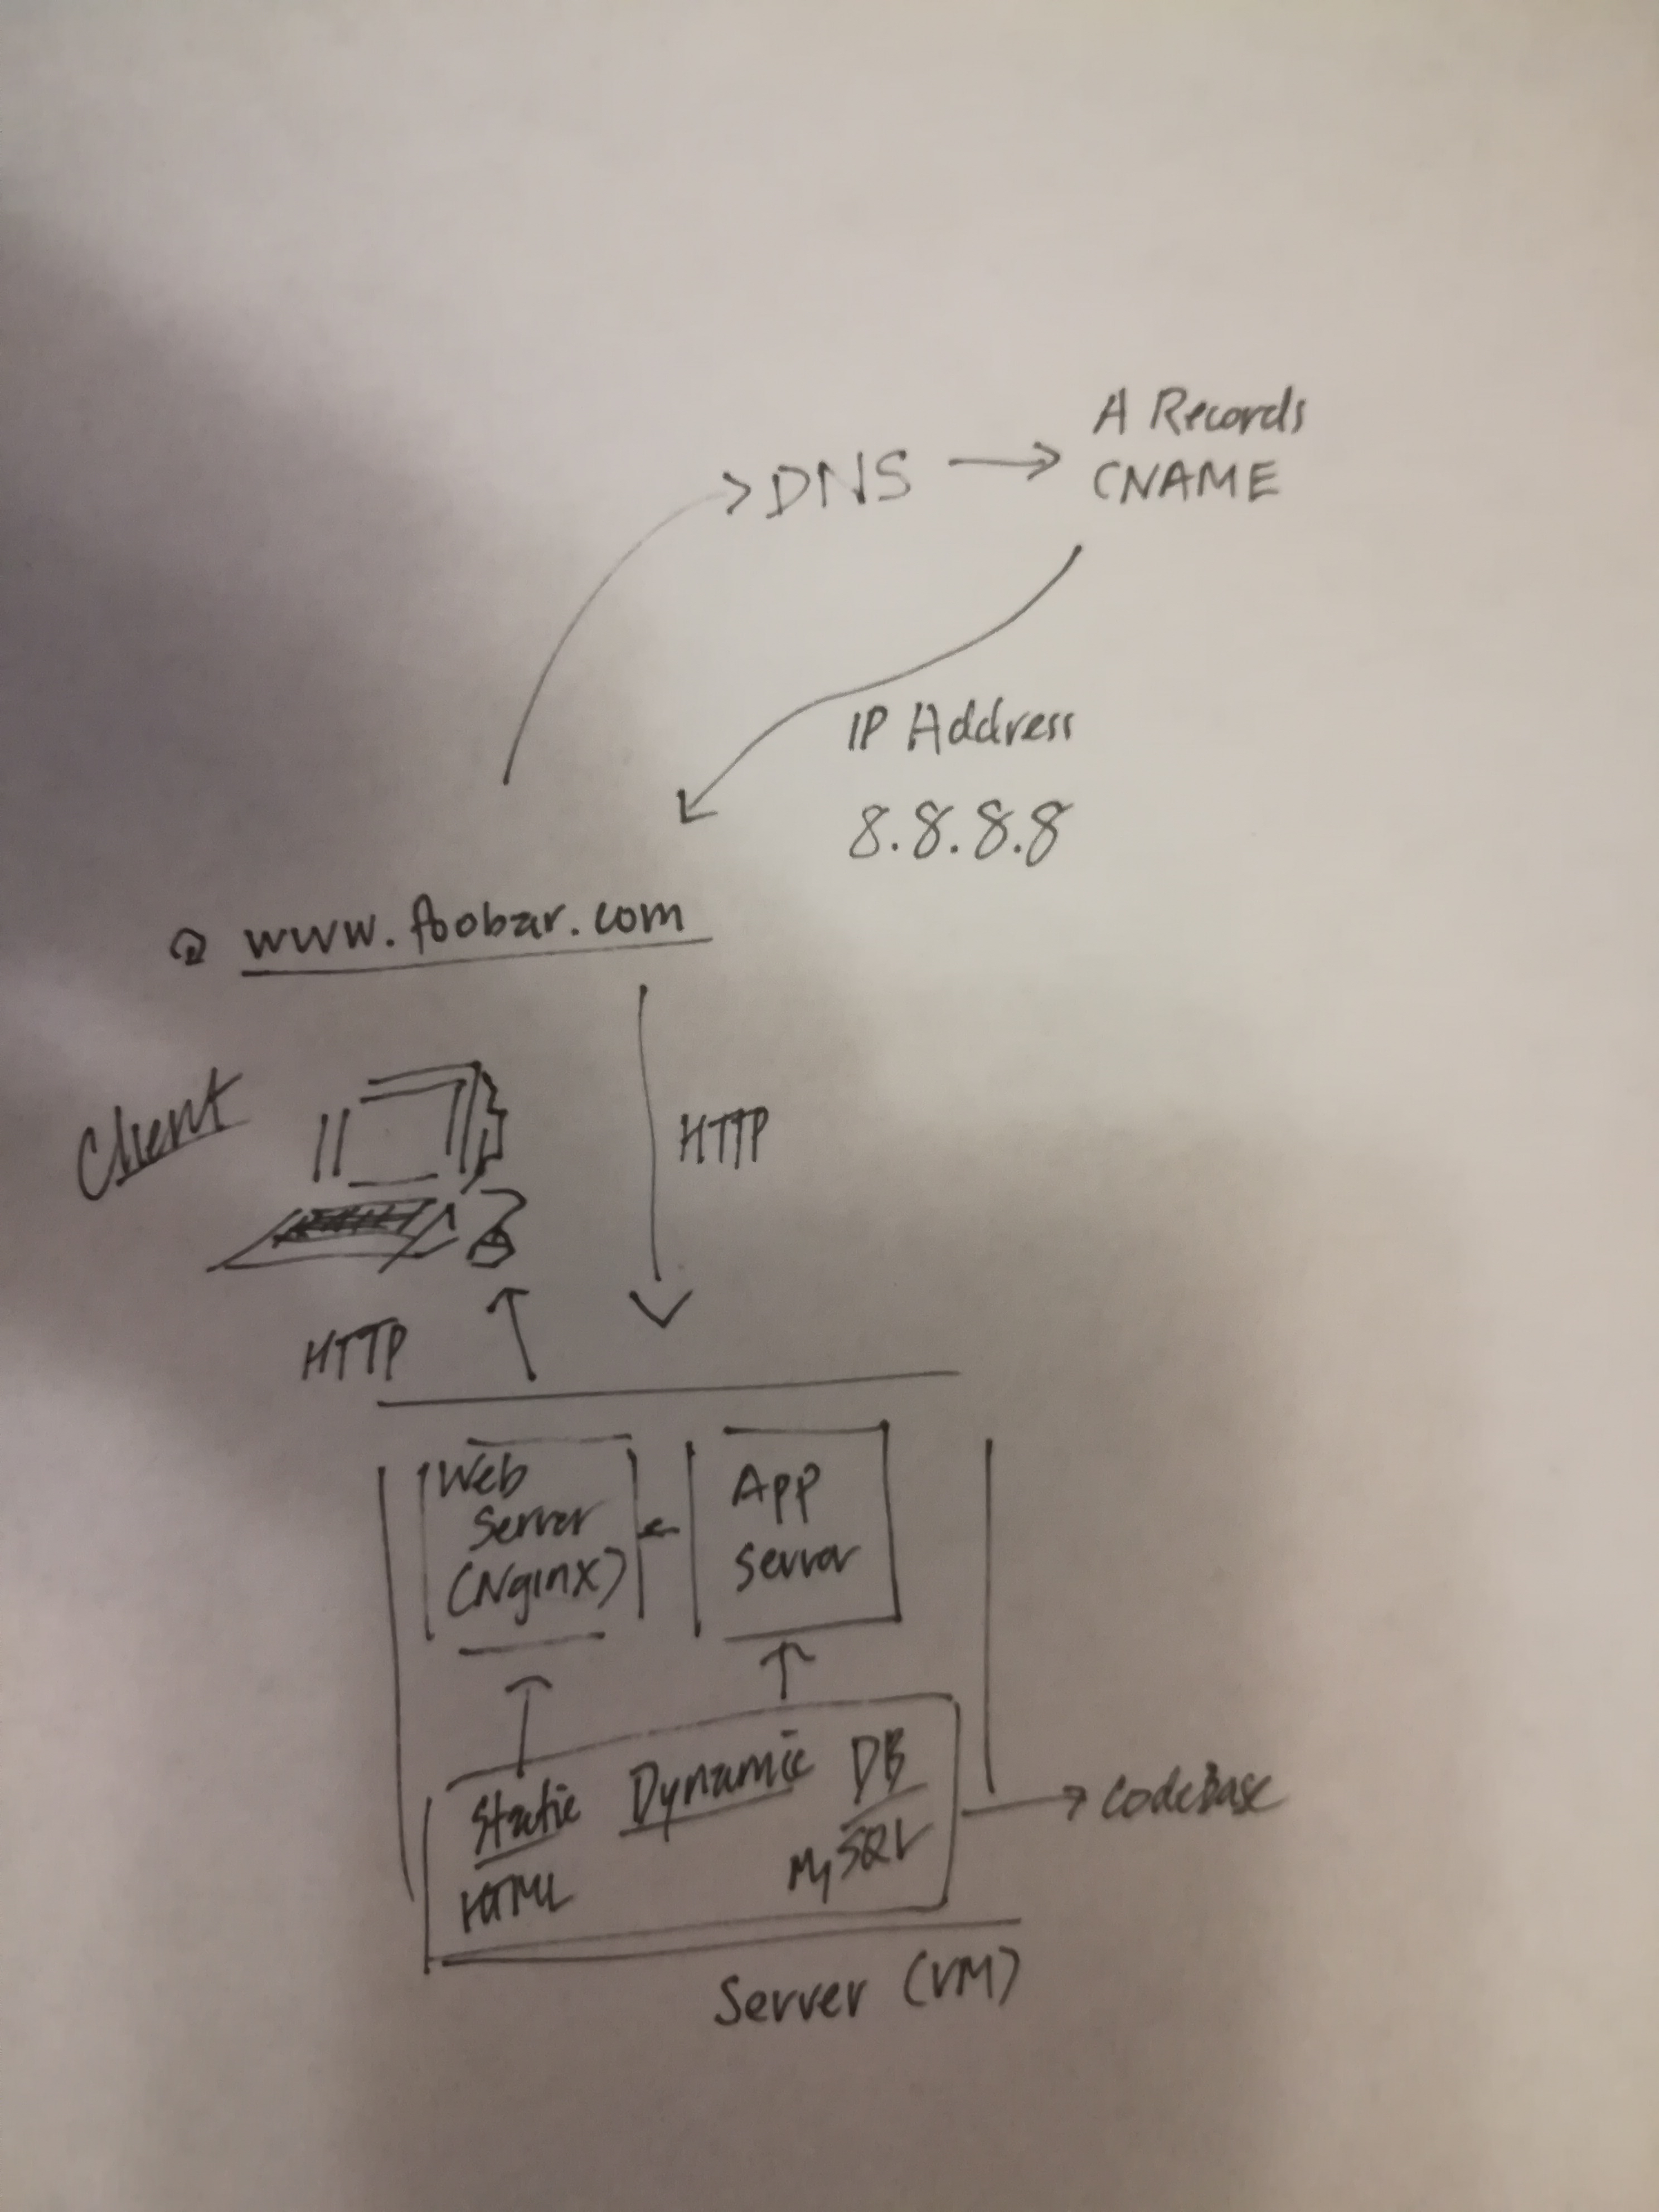 A Records
DNS
CNAME
IP Address
8.8.8.8
www.foobar.com
Client
HTTP
HTTP
Web
Server
(Nginx)
App
Server
Static
Dynamic
DB
HTML
MySQL
CodeBase
Server (VM)